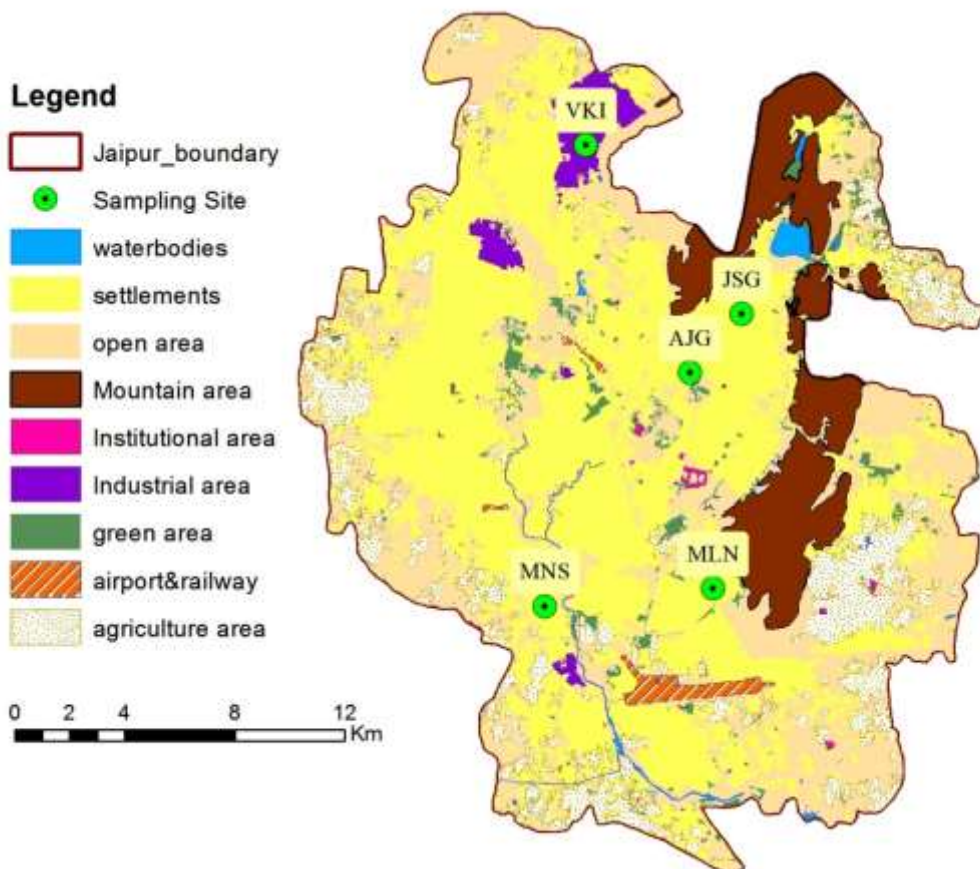 Legend
Jaipur_boundary
Sampling Site
waterbodies
settlements
open area
Mountain area
Institutional area
Industrial area
green area
airport&railway
agriculture area
0 2 4 8 12
Km
VKI
JSG
AJG
MLN
MNS